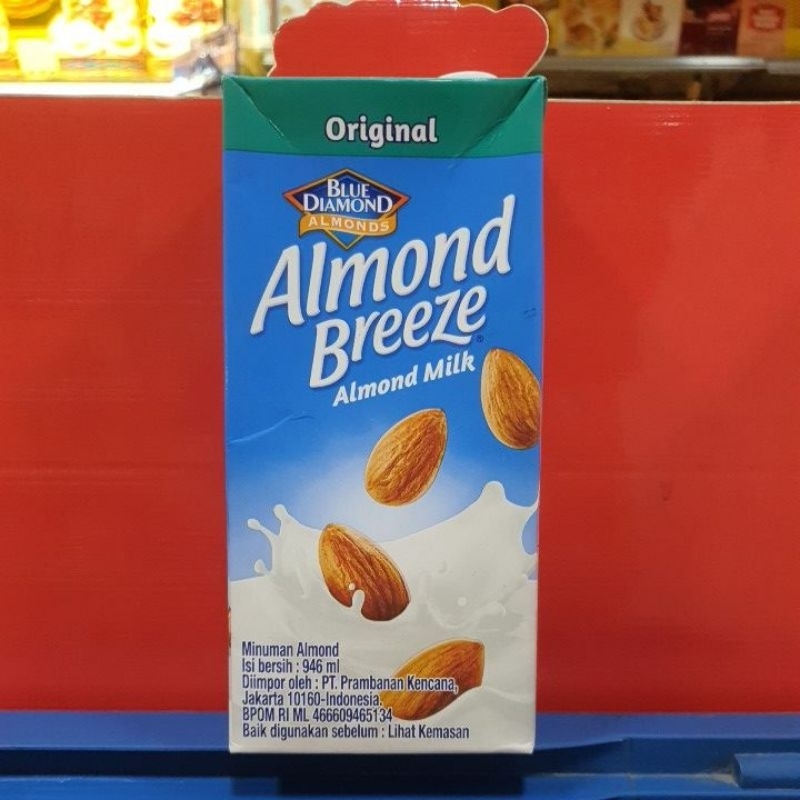 Original
BLUE
DIAMOND
ALMONDS
Almond
Breeze®
Almond Milk
Minuman Almond
Isi bersih : 946 ml
Diimpor oleh : PT. Prambanan Kencana,
Jakarta 10160-Indonesia.
BPOM RI ML 466609465134
Baik digunakan sebelum : Lihat Kemasan